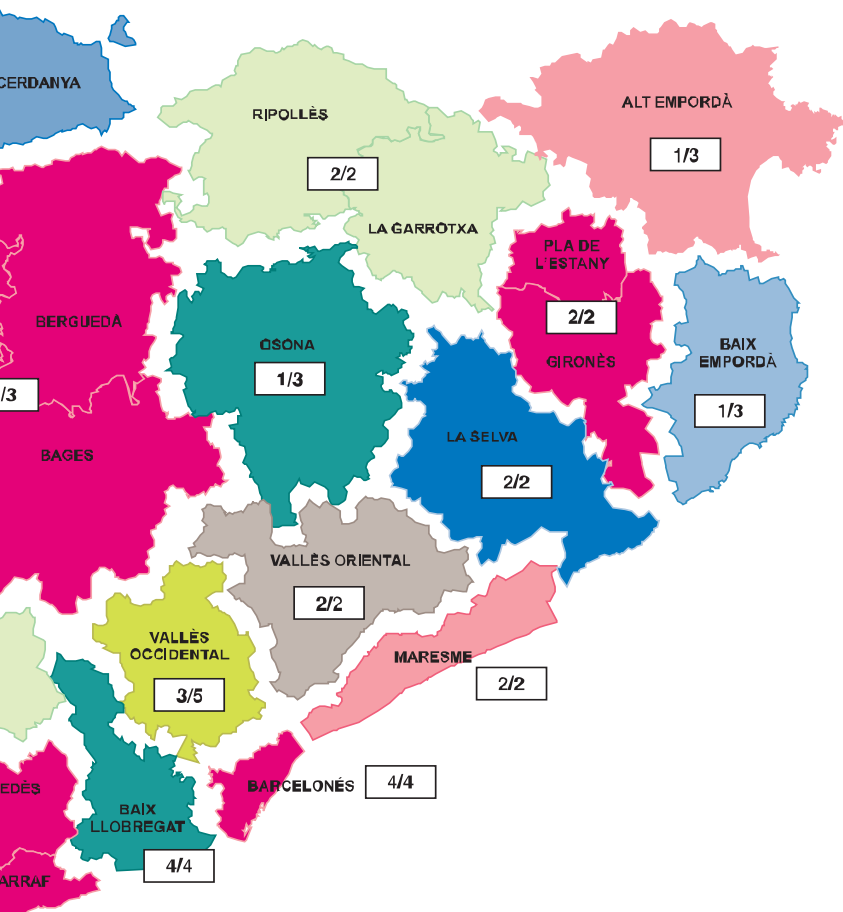 CERDANYA
RIPOLLÈS
ALT EMPORDÀ
1/3
2/2
LA GARROTXA
PLA DE
L'ESTANY
2/2
GIRONÈS
BERGUEDÀ
OSONA
1/3
BAIX
EMPORDÀ
1/3
/3
BAGES
LA SELVA
2/2
VALLÈS ORIENTAL
2/2
VALLÈS
OCCIDENTAL
3/5
MARESME
2/2
BARCELONÉS
4/4
EDÈS
BAIX
LLOBREGAT
4/4
ARRAF